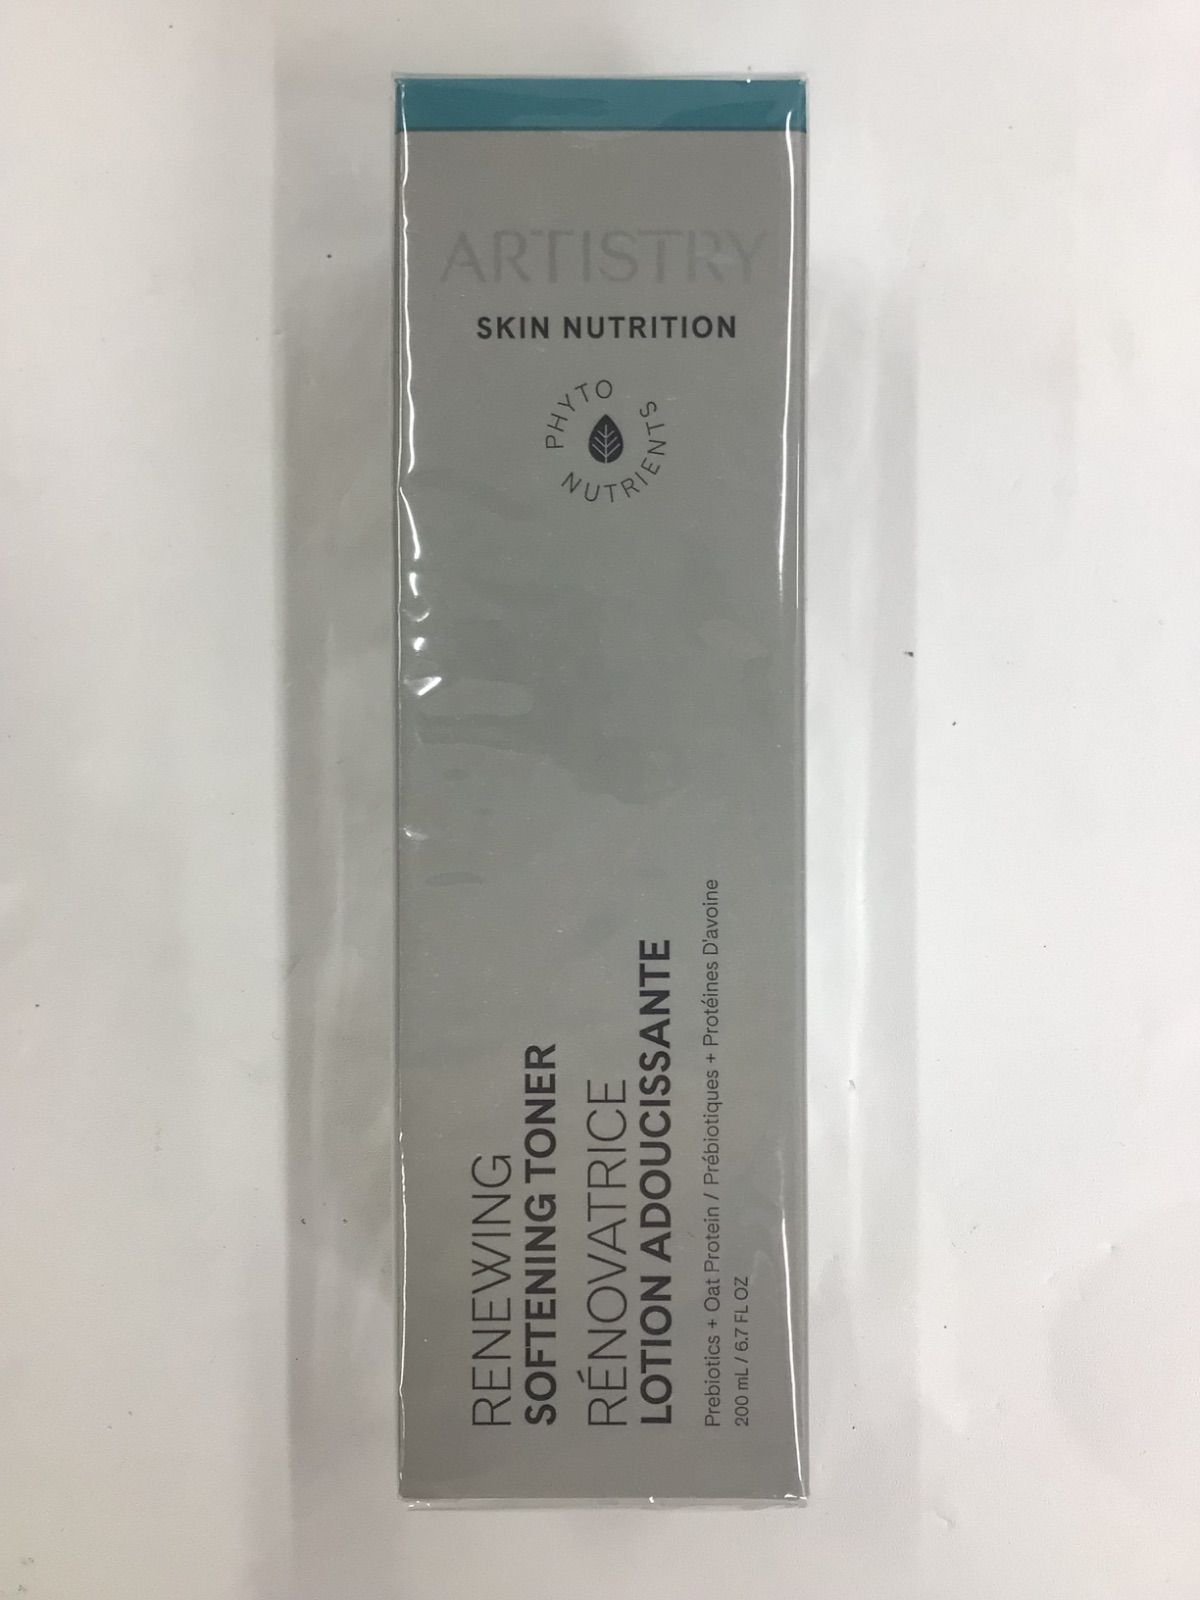 ARTISTRY
SKIN NUTRITION
PHYTO
NUTRIENTS
RENEWING
SOFTENING TONER
RÉNOVATRICE
LOTION ADOUCISSANTE
Prebiotics + Oat Protein / Prébiotiques + Protéines D'avoine
200 mL / 6.7 FL OZ